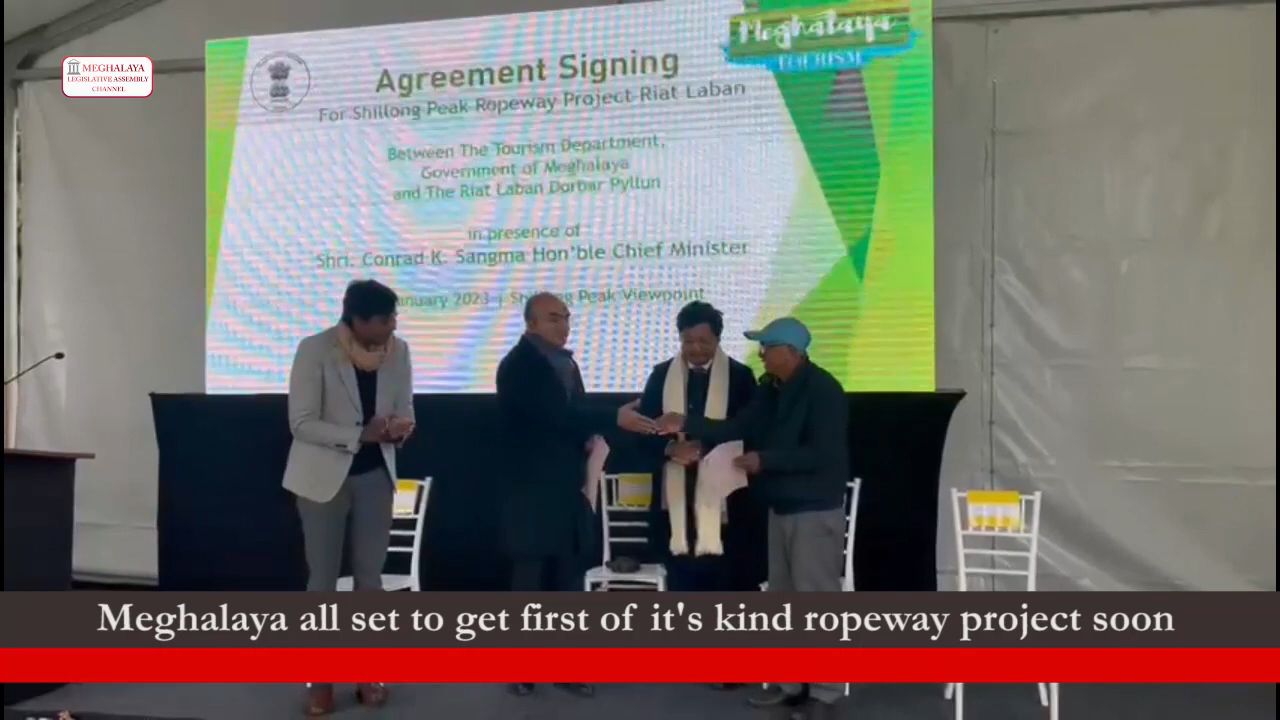 MEGHALAYA
LEGISLATIVE ASSEMBLY
CHANNEL
Meghalaya
TOURISM
Agreement Signing
For Shillong Peak Ropeway Project Riat Laban
Between The Tourism Department,
Government of Meghalaya
and The Riat Laban Dorbar Pyllun
in presence of
Shri. Conrad K. Sangma Hon'ble Chief Minister
2023 | Peak Viewpoint
Meghalaya all set to get first of it's kind ropeway project soon